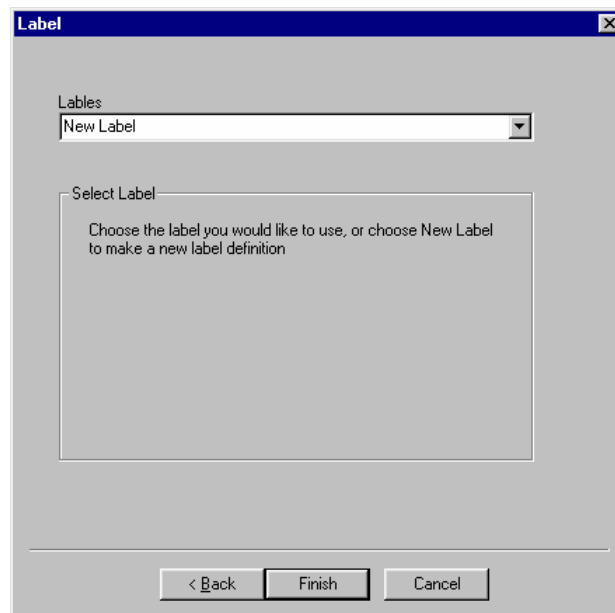 Label
Lables
New Label
Select Label
Choose the label you would like to use, or choose New Label
to make a new label definition
< Back
Finish
Cancel